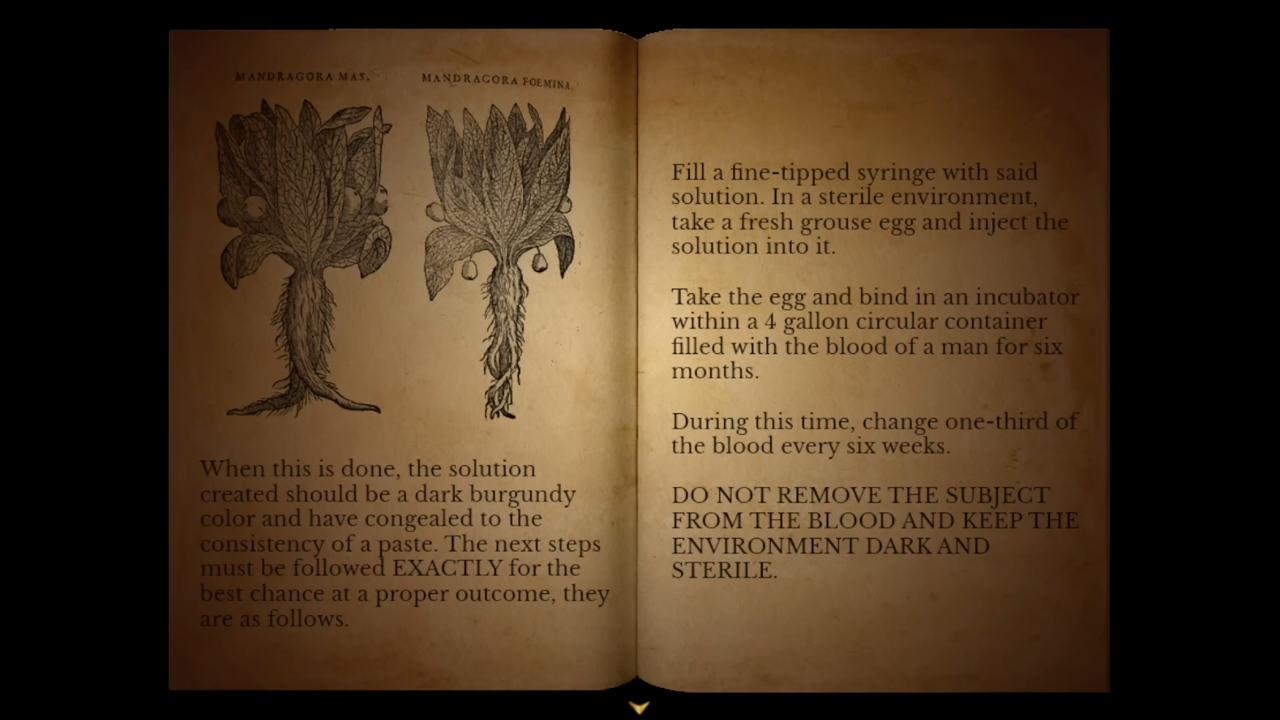 MANDRAGORA MAS.
MANDRAGORA FOEMINA.
When this is done, the solution
created should be a dark burgundy
color and have congealed to the
consistency of a paste. The next steps
must be followed EXACTLY for the
best chance at a proper outcome, they
are as follows.
Fill a fine-tipped syringe with said
solution. In a sterile environment,
take a fresh grouse egg and inject the
solution into it.
Take the egg and bind in an incubator
within a 4 gallon circular container
filled with the blood of a man for six
months.
During this time, change one-third of
the blood every six weeks.
DO NOT REMOVE THE SUBJECT
FROM THE BLOOD AND KEEP THE
ENVIRONMENT DARK AND
STERILE.